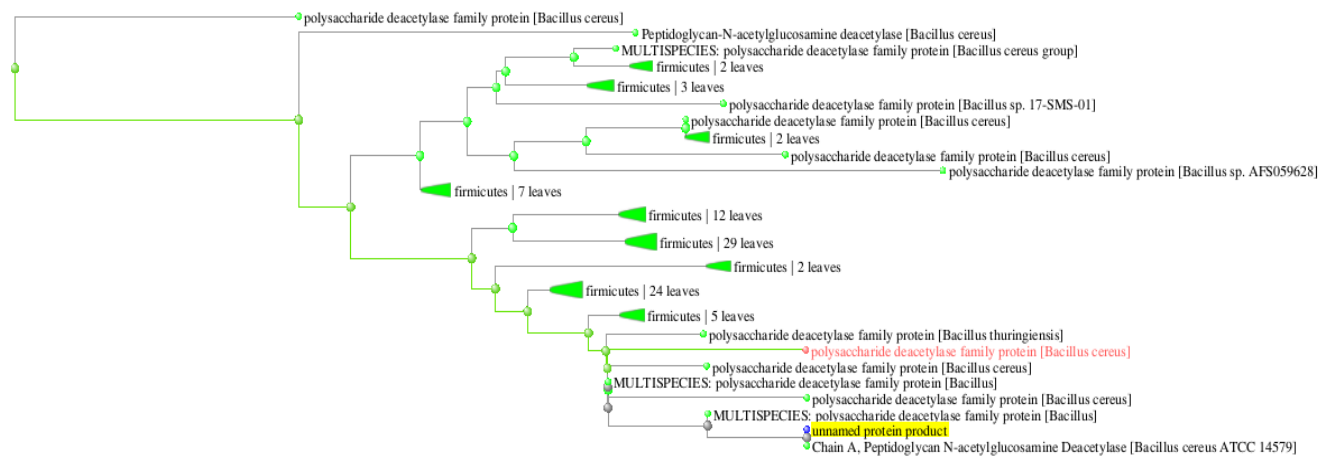 polysaccharide deacetylase family protein [Bacillus cereus]
Peptidoglycan-N-acetylglucosamine deacetylase [Bacillus cereus]
MULTISPECIES: polysaccharide deacetylase family protein [Bacillus cereus group]
firmicutes | 2 leaves
firmicutes | 3 leaves
polysaccharide deacetylase family protein [Bacillus sp. 17-SMS-01]
polysaccharide deacetylase family protein [Bacillus cereus]
firmicutes | 2 leaves
polysaccharide deacetylase family protein [Bacillus cereus]
polysaccharide deacetylase family protein [Bacillus sp. AFS059628]
firmicutes | 7 leaves
firmicutes | 12 leaves
firmicutes | 29 leaves
firmicutes | 2 leaves
firmicutes | 24 leaves
firmicutes | 5 leaves
polysaccharide deacetylase family protein [Bacillus thuringiensis]
polysaccharide deacetylase family protein [Bacillus cereus]
polysaccharide deacetylase family protein [Bacillus cereus]
MULTISPECIES: polysaccharide deacetylase family protein [Bacillus]
polysaccharide deacetylase family protein [Bacillus cereus]
MULTISPECIES: polysaccharide deacetylase family protein [Bacillus]
unnamed protein product
Chain A, Peptidoglycan N-acetylglucosamine Deacetylase [Bacillus cereus ATCC 14579]